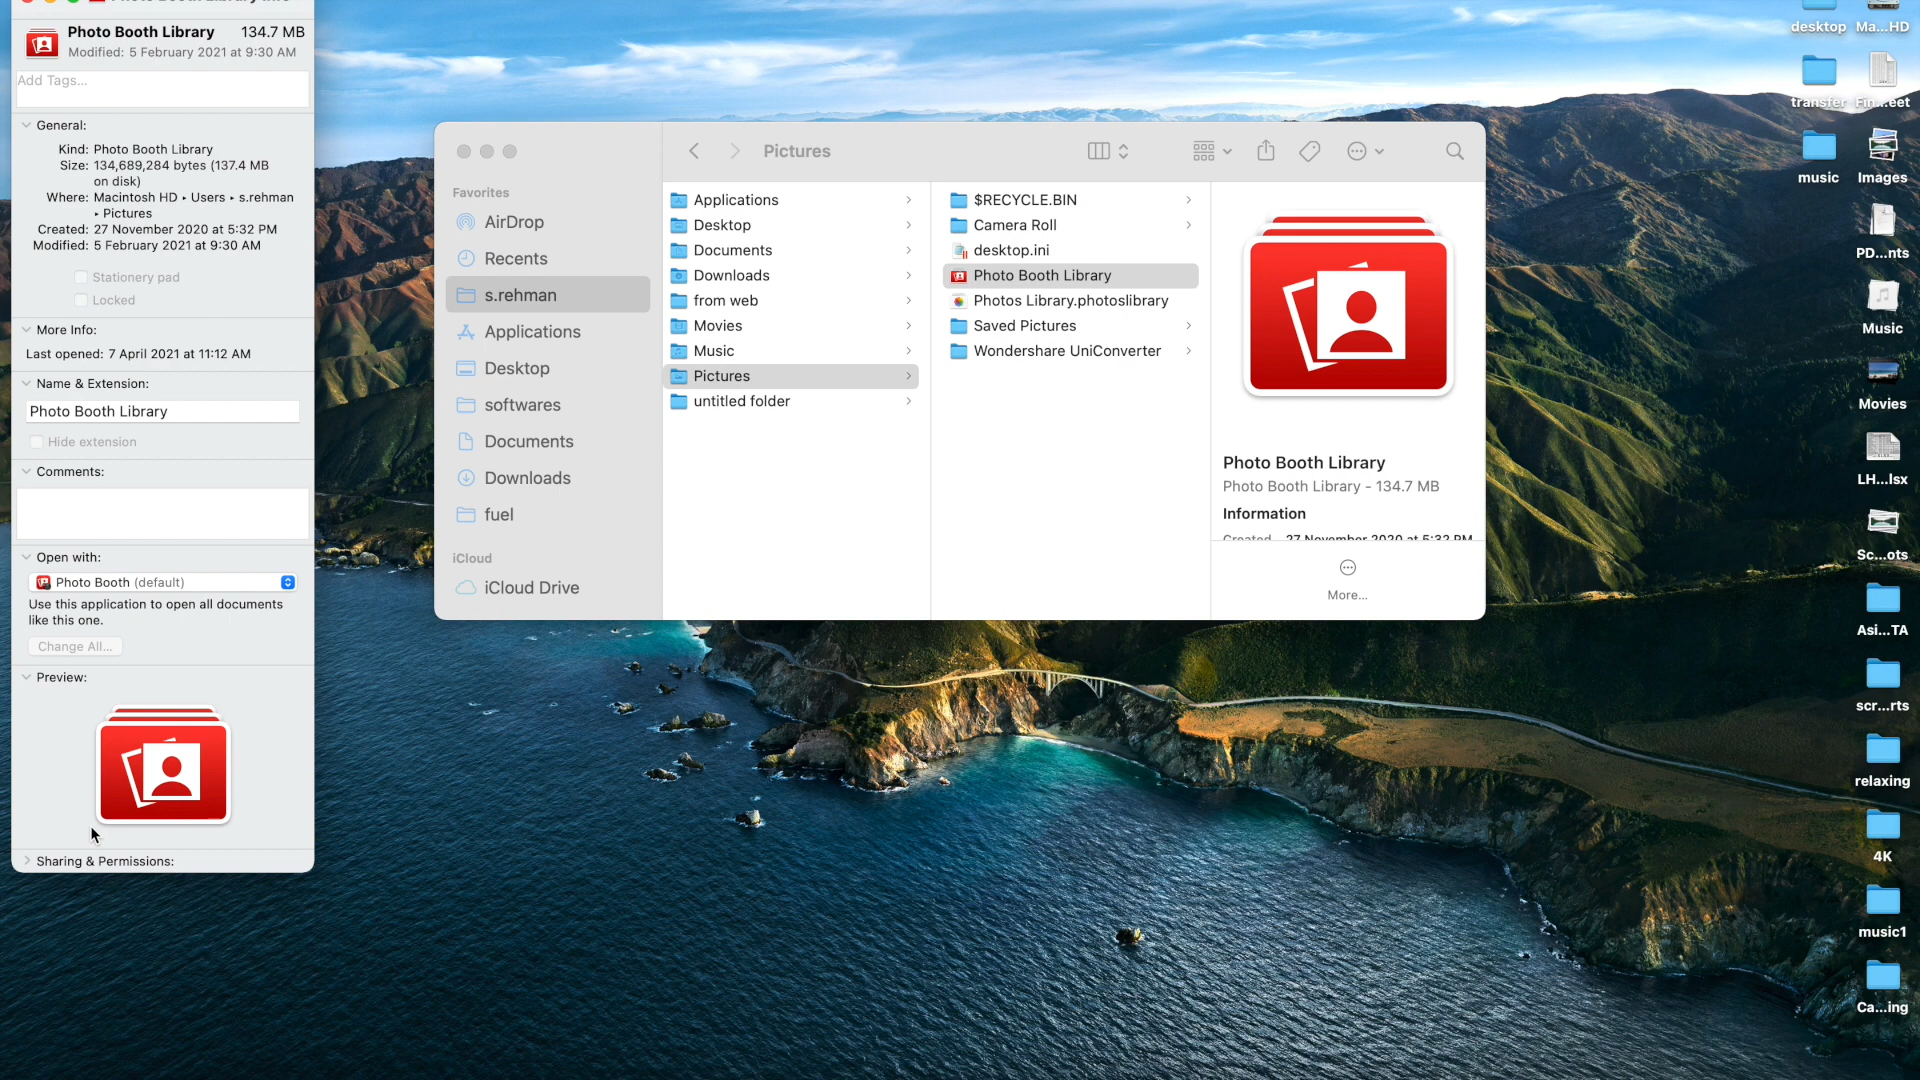 Photo Booth Library 134.7 MB
Modified: 5 February 2021 at 9:30 AM
Add Tags...
General:
Kind: Photo Booth Library
Size: 134,689,284 bytes (137.4 MB
on disk)
Where: Macintosh HD ▸ Users ▸ s.rehman
▸ Pictures
Created: 27 November 2020 at 5:32 PM
Modified: 5 February 2021 at 9:30 AM
Stationery pad
Locked
More Info:
Last opened: 7 April 2021 at 11:12 AM
Name & Extension:
Photo Booth Library
Hide extension
Comments:
Open with:
Photo Booth (default)
Use this application to open all documents
like this one.
Change All...
Preview:
Sharing & Permissions:
Pictures
Favorites
AirDrop
Recents
s.rehman
Applications
Desktop
softwares
Documents
Downloads
fuel
iCloud
iCloud Drive
Applications
Desktop
Documents
Downloads
from web
Movies
Music
Pictures
untitled folder
$RECYCLE.BIN
Camera Roll
desktop.ini
Photo Booth Library
Photos Library.photoslibrary
Saved Pictures
Wondershare UniConverter
Photo Booth Library
Photo Booth Library - 134.7 MB
Information
Created 27 November 2020 at 5:32 PM
More...
desktop Ma...HD
transfer Fin...eet
music Images
PD...nts
Music
Movies
LH...lsx
Sc...ots
Asi...TA
scr...rts
relaxing
4K
music1
Ca...ing